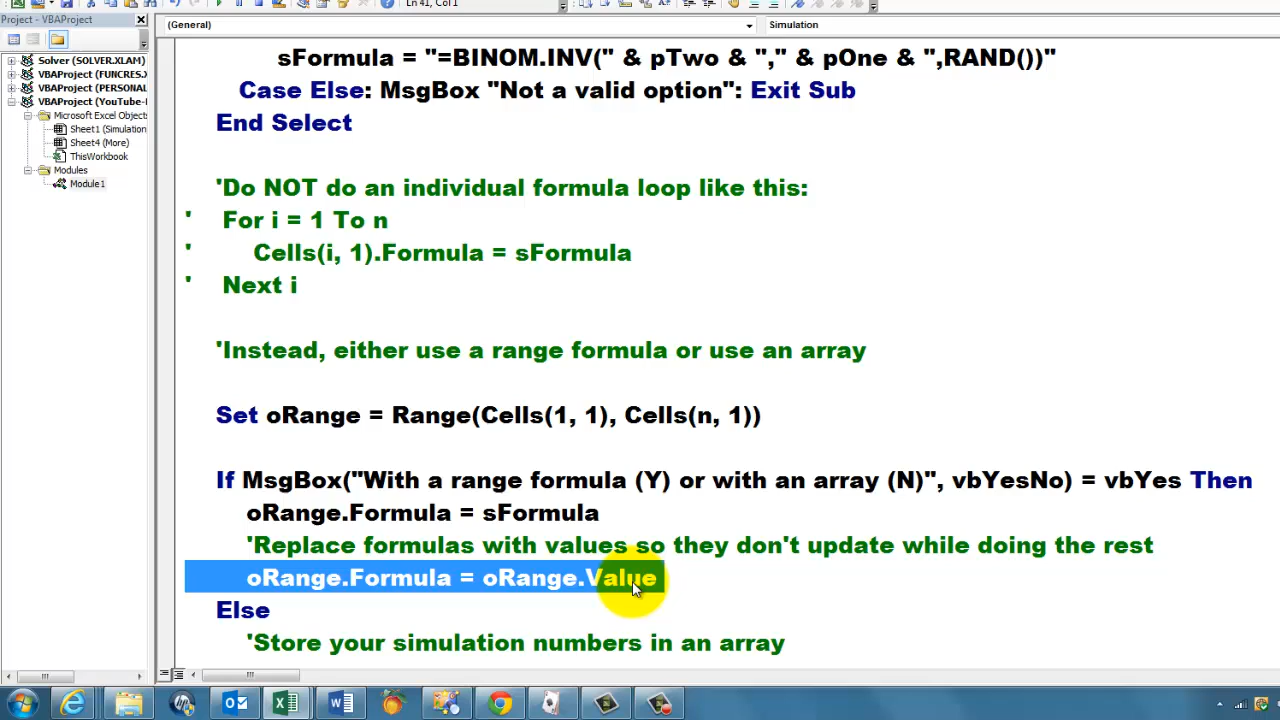 Ln 41, Col 1
Project - VBAProject
(General)
Simulation
Solver (SOLVER.XLAM)
VBAProject (FUNCRES.X
VBAProject (PERSONAL
VBAProject (YouTube-
Microsoft Excel Objects
Sheet1 (Simulation
Sheet4 (More)
ThisWorkbook
Modules
Module1
sFormula = "=BINOM.INV(" & pTwo & "," & pOne & ",RAND())"
Case Else: MsgBox "Not a valid option": Exit Sub
End Select
'Do NOT do an individual formula loop like this:
' For i = 1 To n
' Cells(i, 1).Formula = sFormula
' Next i
'Instead, either use a range formula or use an array
Set oRange = Range(Cells(1, 1), Cells(n, 1))
If MsgBox("With a range formula (Y) or with an array (N)", vbYesNo) = vbYes Then
oRange.Formula = sFormula
'Replace formulas with values so they don't update while doing the rest
oRange.Formula = oRange.Value
Else
'Store your simulation numbers in an array